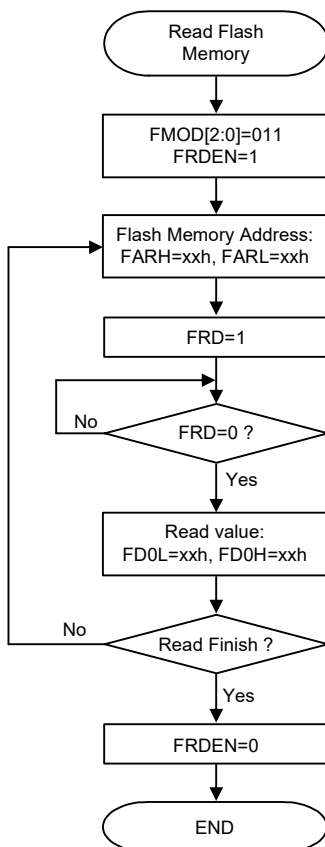 Read Flash
Memory
FMOD[2:0]=011
FRDEN=1
Flash Memory Address:
FARH=xxh, FARL=xxh
FRD=1
No
FRD=0 ?
Yes
Read value:
FD0L=xxh, FD0H=xxh
No
Read Finish ?
Yes
FRDEN=0
END